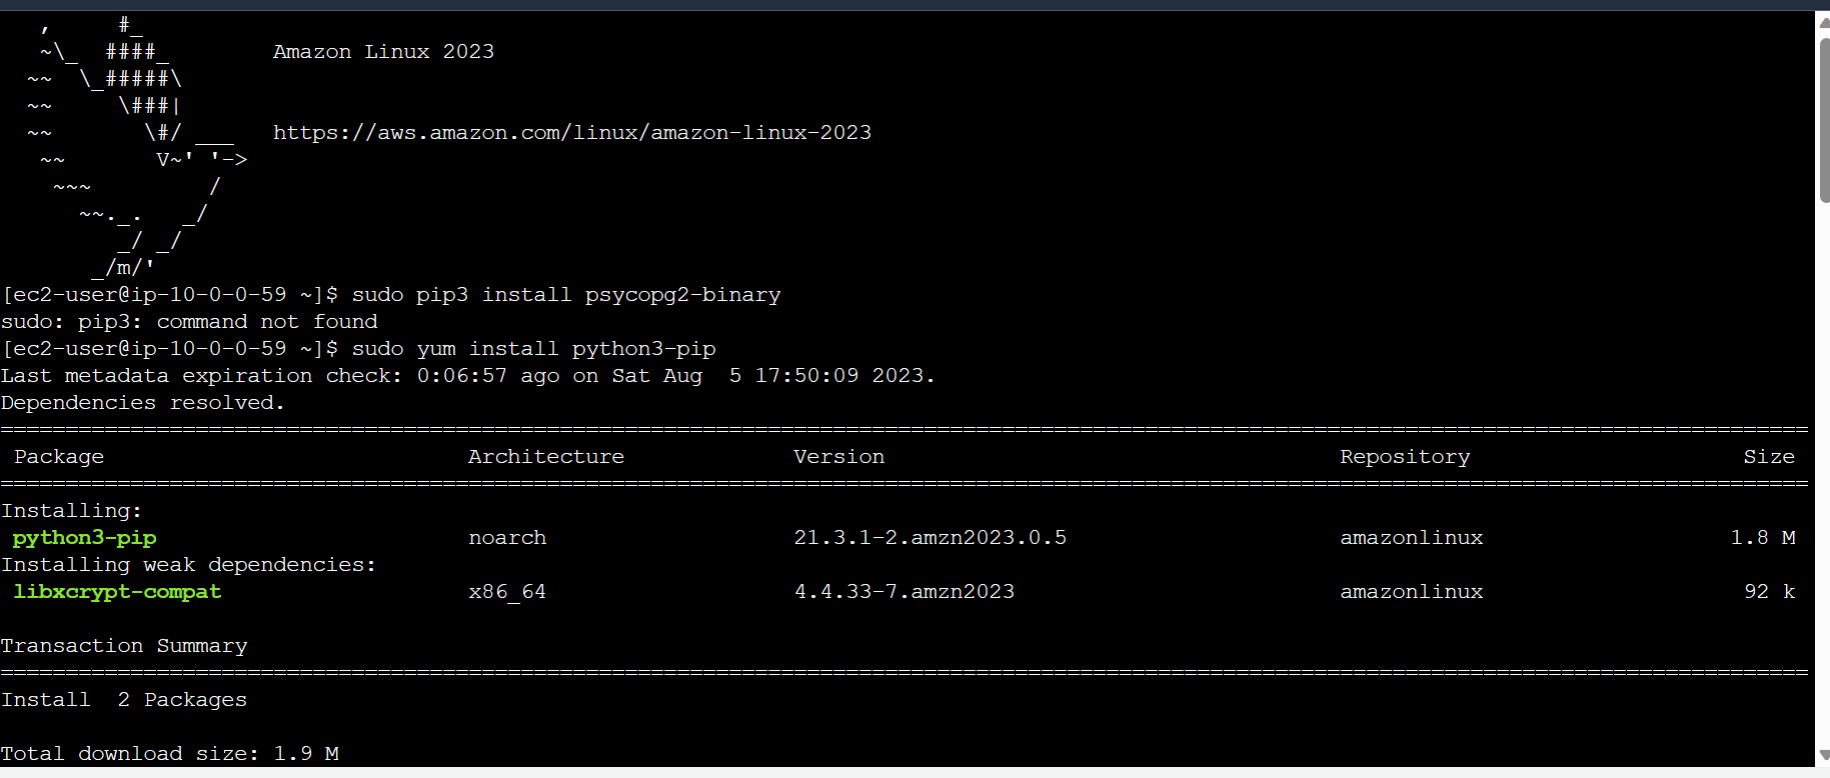 ,     #_
   ~\_  ####_        Amazon Linux 2023
  ~~  \_#####\
  ~~     \###|
  ~~       \#/ ___   https://aws.amazon.com/linux/amazon-linux-2023
   ~~       V~' '->
    ~~~         /
      ~~._.   _/
         _/ _/
       _/m/'
[ec2-user@ip-10-0-0-59 ~]$ sudo pip3 install psycopg2-binary
sudo: pip3: command not found
[ec2-user@ip-10-0-0-59 ~]$ sudo yum install python3-pip
Last metadata expiration check: 0:06:57 ago on Sat Aug  5 17:50:09 2023.
Dependencies resolved.
===========================================================================================================================================
 Package                            Architecture             Version                                   Repository                     Size
===========================================================================================================================================
Installing:
 python3-pip                        noarch                   21.3.1-2.amzn2023.0.5                     amazonlinux                   1.8 M
Installing weak dependencies:
 libxcrypt-compat                   x86_64                   4.4.33-7.amzn2023                         amazonlinux                    92 k
Transaction Summary
===========================================================================================================================================
Install  2 Packages
Total download size: 1.9 M